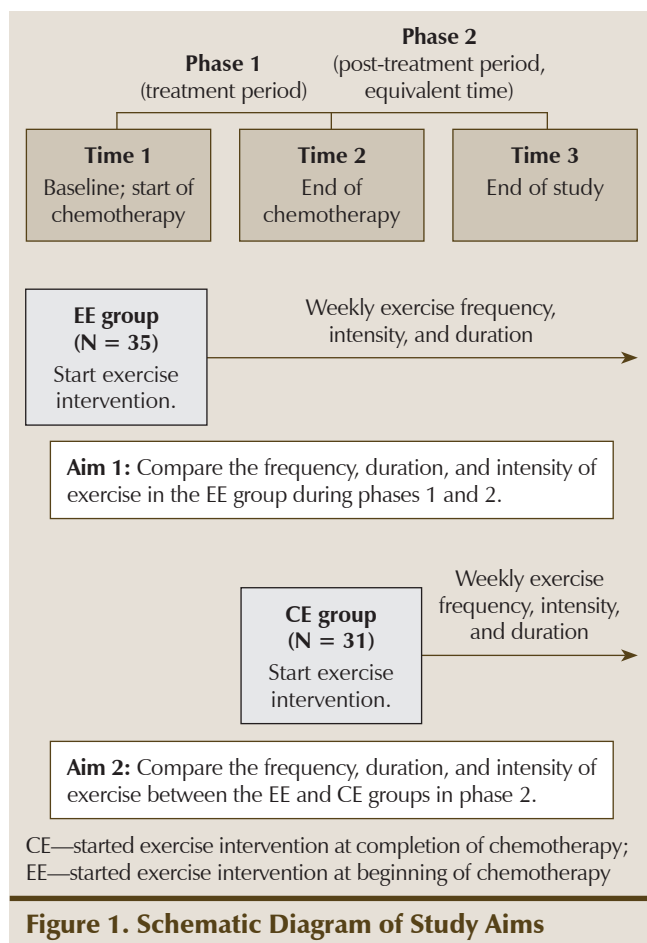 Phase 1
(treatment period)
Phase 2
(post-treatment period,
equivalent time)
Time 1
Baseline; start of
chemotherapy
Time 2
End of
chemotherapy
Time 3
End of study
EE group
(N = 35)
Start exercise
intervention.
Weekly exercise frequency,
intensity, and duration
Aim 1: Compare the frequency, duration, and intensity of
exercise in the EE group during phases 1 and 2.
CE group
(N = 31)
Start exercise
intervention.
Weekly exercise
frequency, intensity,
and duration
Aim 2: Compare the frequency, duration, and intensity of
exercise between the EE and CE groups in phase 2.
CE—started exercise intervention at completion of chemotherapy;
EE—started exercise intervention at beginning of chemotherapy
Figure 1. Schematic Diagram of Study Aims